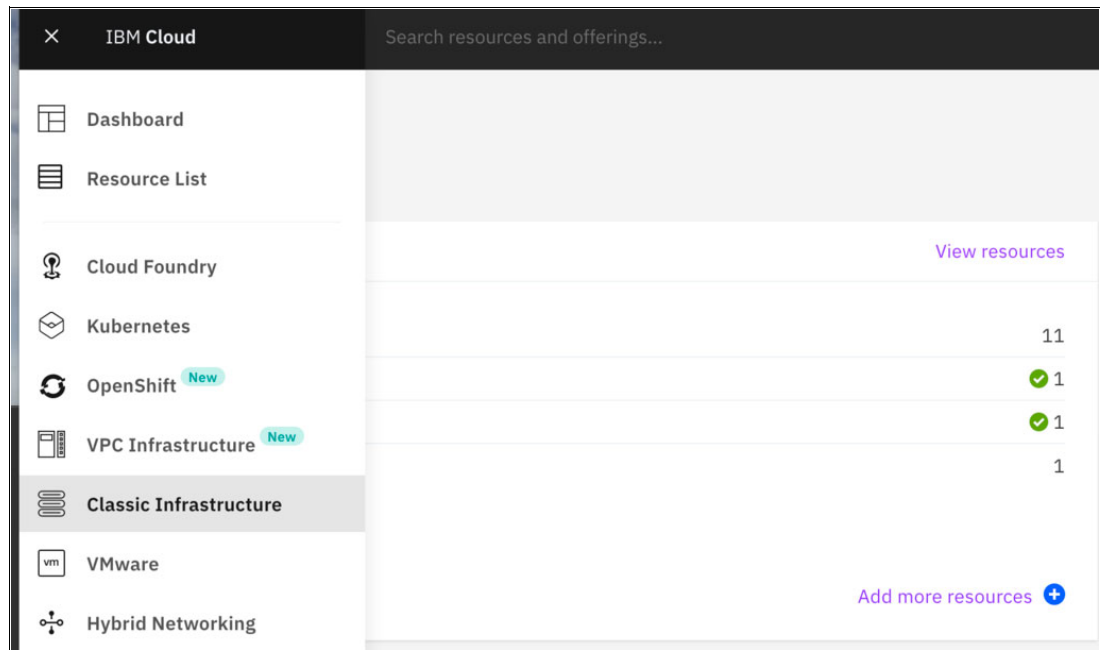 IBM Cloud
Search resources and offerings...
Dashboard
Resource List
View resources
Cloud Foundry
Kubernetes
11
OpenShift New
1
VPC Infrastructure New
1
1
Classic Infrastructure
vm VMware
Add more resources
Hybrid Networking